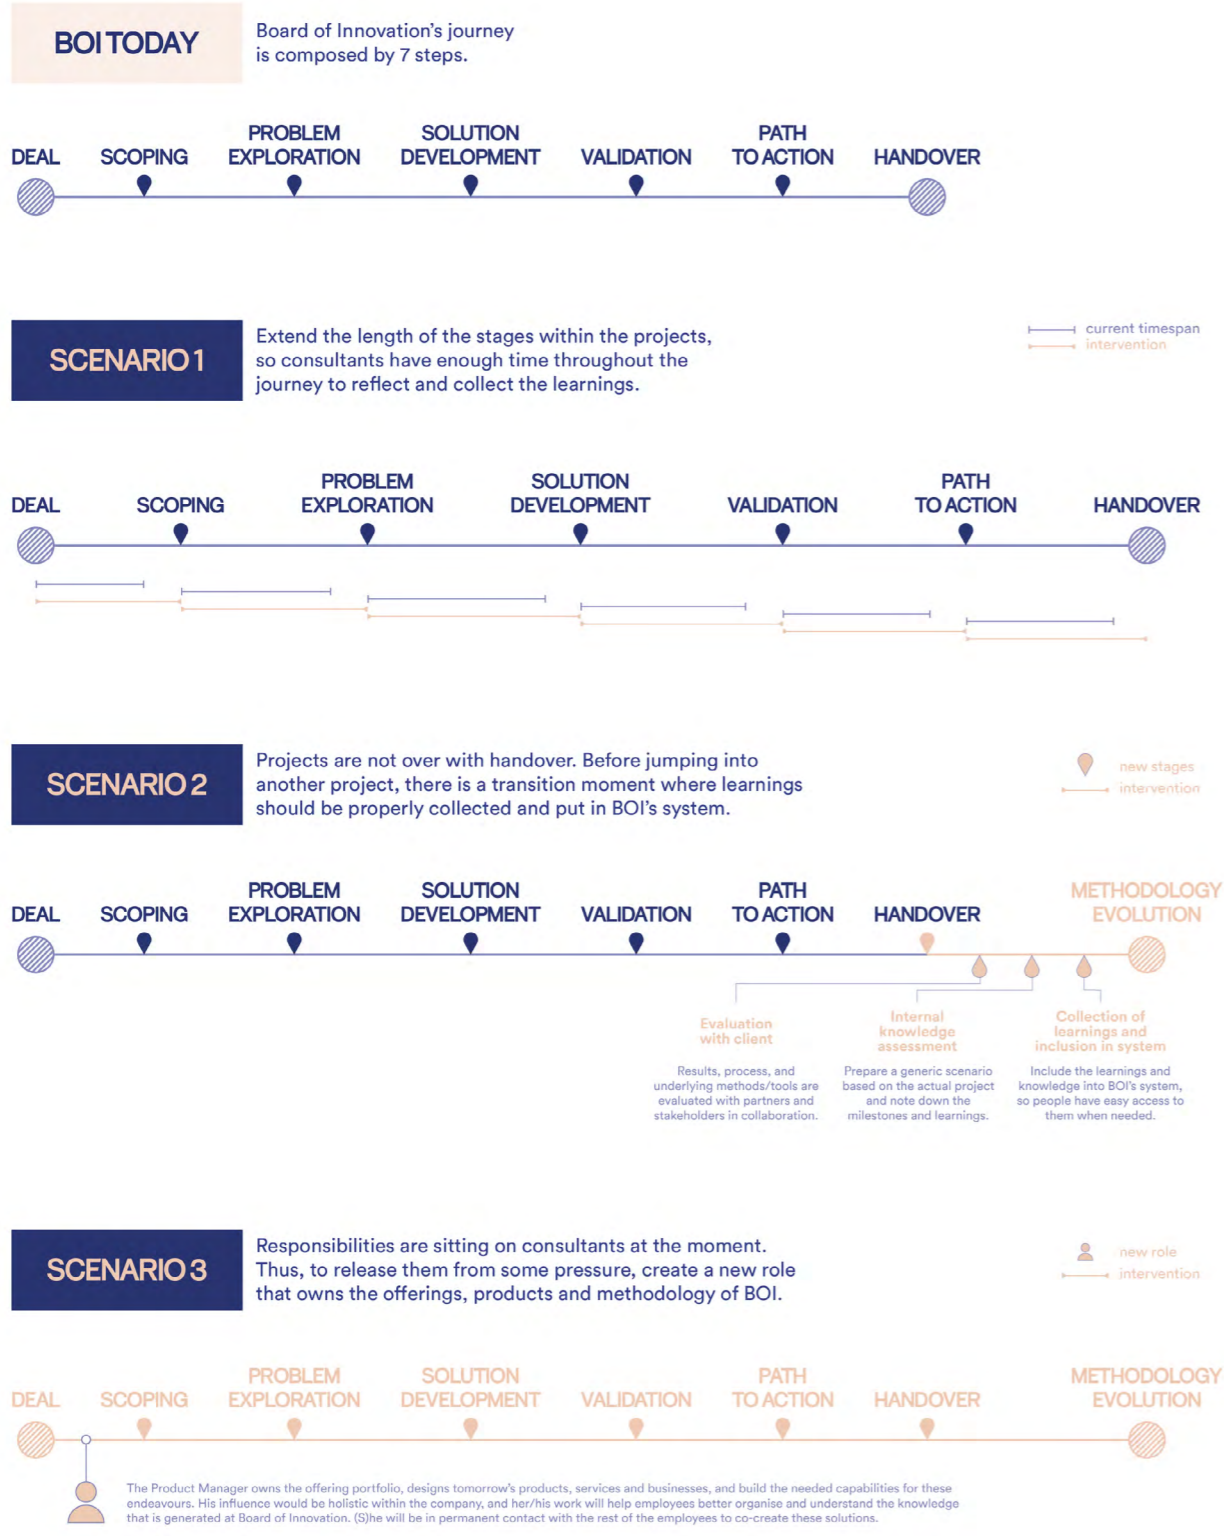 BOI TODAY
Board of Innovation's journey
is composed by 7 steps.
DEAL
SCOPING
PROBLEM
EXPLORATION
SOLUTION
DEVELOPMENT
VALIDATION
PATH
TO ACTION
HANDOVER
SCENARIO 1
Extend the length of the stages within the projects,
so consultants have enough time throughout the
journey to reflect and collect the learnings.
current timespan
intervention
DEAL
SCOPING
PROBLEM
EXPLORATION
SOLUTION
DEVELOPMENT
VALIDATION
PATH
TO ACTION
HANDOVER
SCENARIO 2
Projects are not over with handover. Before jumping into
another project, there is a transition moment where learnings
should be properly collected and put in BOI's system.
new stages
intervention
DEAL
SCOPING
PROBLEM
EXPLORATION
SOLUTION
DEVELOPMENT
VALIDATION
PATH
TO ACTION
HANDOVER
METHODOLOGY
EVOLUTION
Evaluation
with client
Results, process, and
underlying methods/tools are
evaluated with partners and
stakeholders in collaboration.
Internal
knowledge
assessment
Prepare a generic scenario
based on the actual project
and note down the
milestones and learnings.
Collection of
learnings and
inclusion in system
Include the learnings and
knowledge into BOI's system,
so people have easy access to
them when needed.
SCENARIO 3
Responsibilities are sitting on consultants at the moment.
Thus, to release them from some pressure, create a new role
that owns the offerings, products and methodology of BOI.
new role
intervention
DEAL
SCOPING
PROBLEM
EXPLORATION
SOLUTION
DEVELOPMENT
VALIDATION
PATH
TO ACTION
HANDOVER
METHODOLOGY
EVOLUTION
The Product Manager owns the offering portfolio, designs tomorrow's products, services and businesses, and build the needed capabilities for these
endeavours. His influence would be holistic within the company, and her/his work will help employees better organise and understand the knowledge
that is generated at Board of Innovation. (S)he will be in permanent contact with the rest of the employees to co-create these solutions.